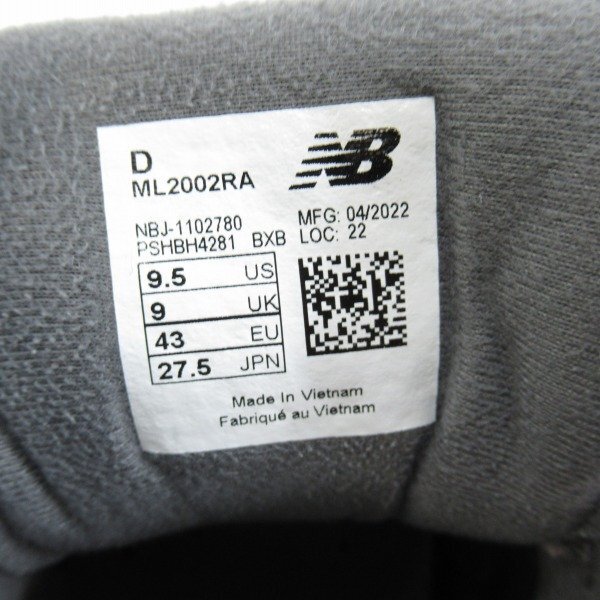 D
ML2002RA
NB
NBJ-1102780
PSHBH4281 BXB
MFG: 04/2022
LOC: 22
9.5 US
9 UK
43 EU
27.5 JPN
Made In Vietnam
Fabriqué au Vietnam